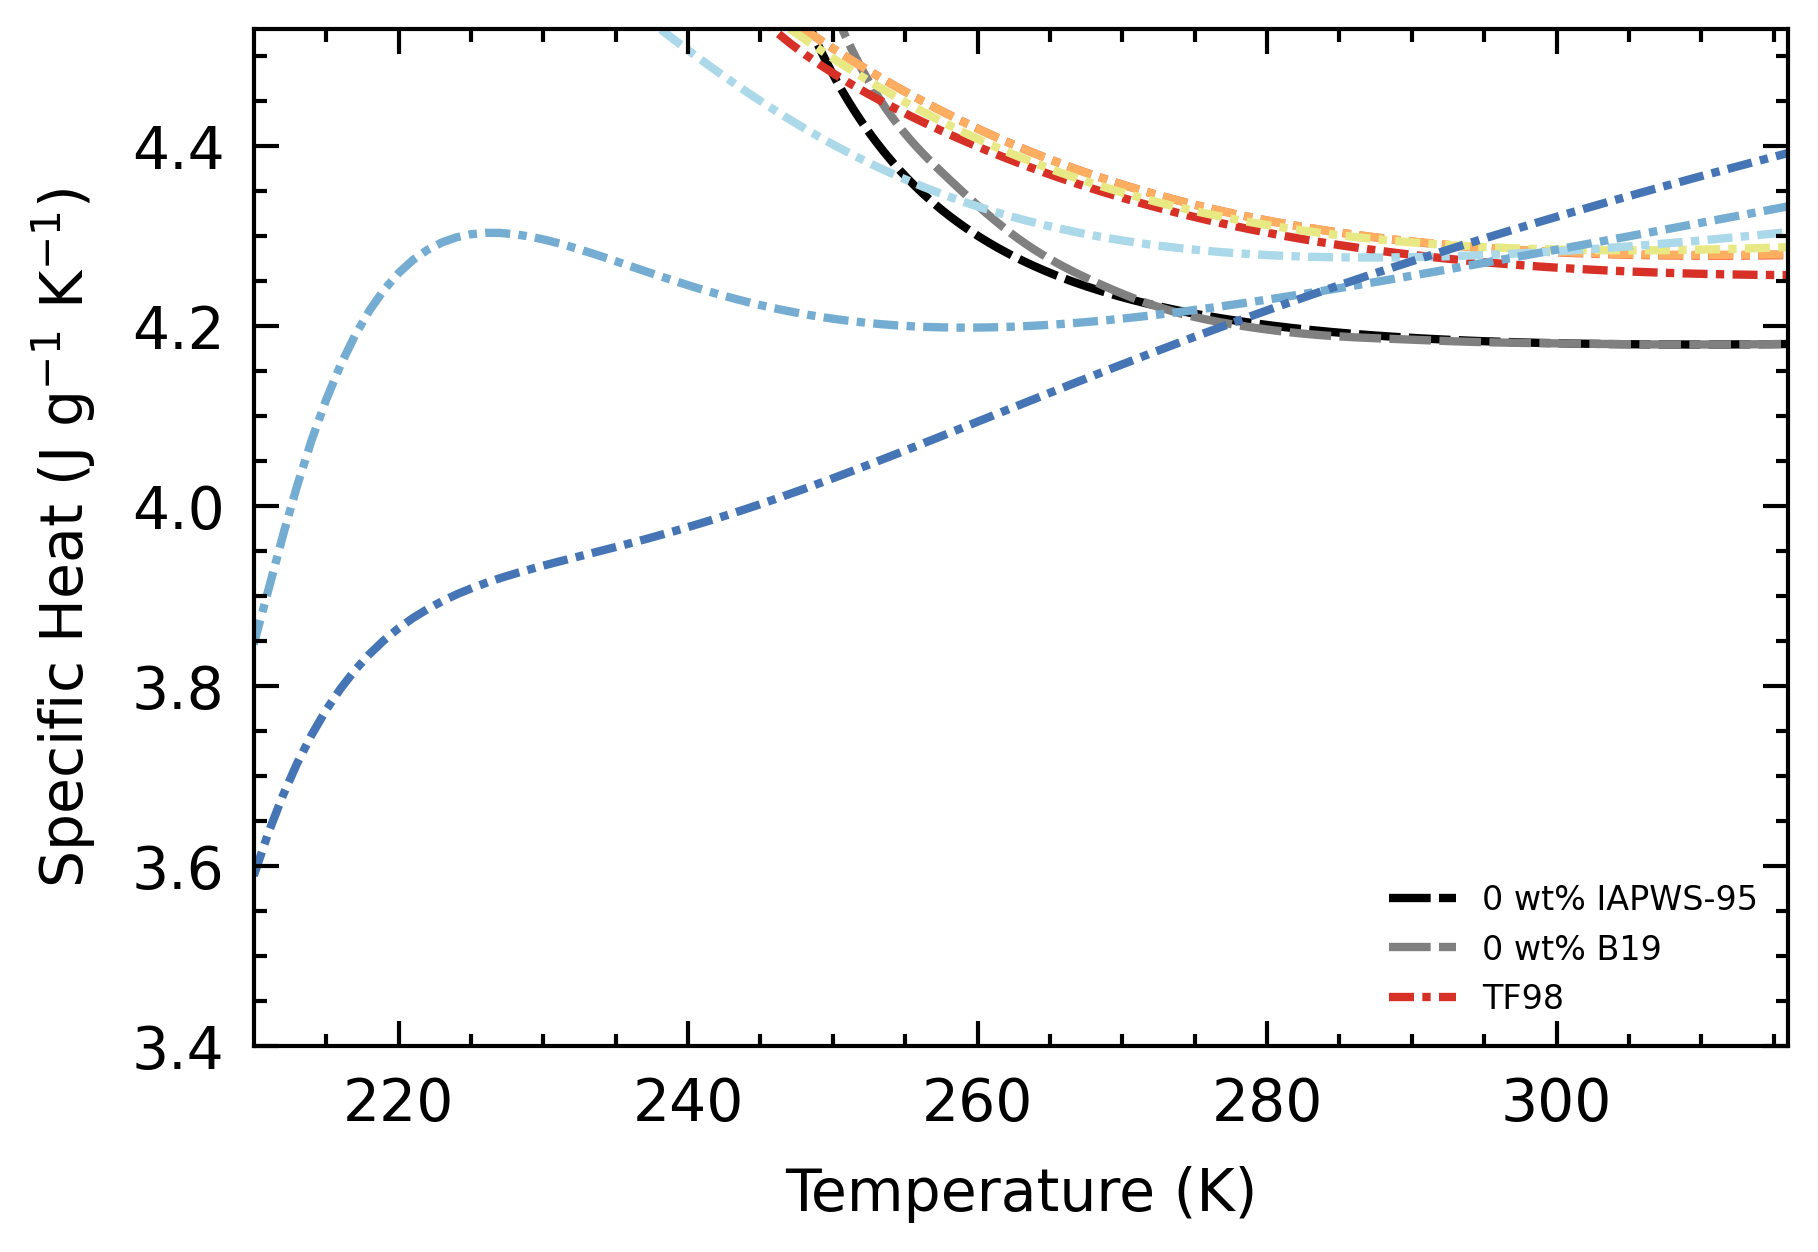 4.4
4.2
4.0
3.8
3.6
3.4
Specific Heat (J g⁻¹ K⁻¹)
220 240 260 280 300
Temperature (K)
0 wt% IAPWS-95
0 wt% B19
TF98